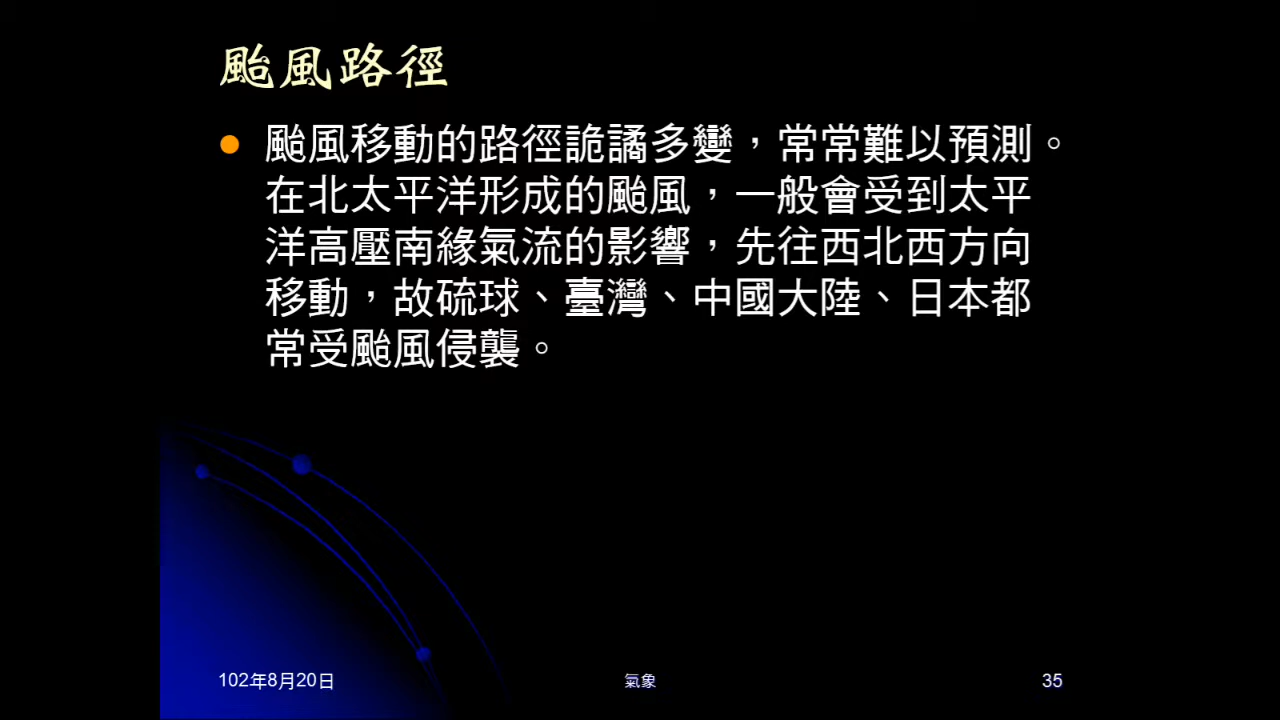 颱風路徑
颱風移動的路徑詭譎多變，常常難以預測。
在北太平洋形成的颱風，一般會受到太平
洋高壓南緣氣流的影響，先往西北西方向
移動，故硫球、臺灣、中國大陸、日本都
常受颱風侵襲。
102年8月20日
氣象
35